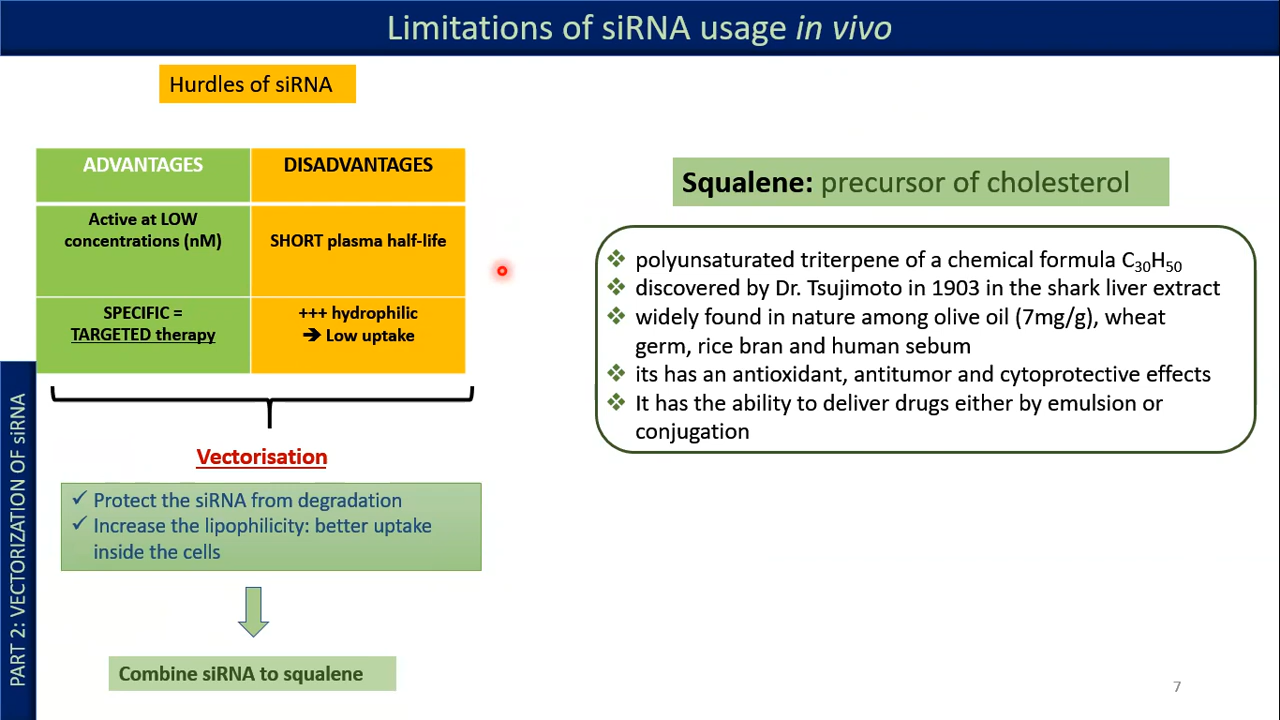 Limitations of siRNA usage in vivo
Hurdles of siRNA
ADVANTAGES
DISADVANTAGES
Active at LOW
concentrations (nM)
SHORT plasma half-life
SPECIFIC =
TARGETED therapy
+++ hydrophilic
➔ Low uptake
Vectorisation
✓ Protect the siRNA from degradation
✓ Increase the lipophilicity: better uptake
inside the cells
Combine siRNA to squalene
Squalene: precursor of cholesterol
❖ polyunsaturated triterpene of a chemical formula C₃₀H₅₀
❖ discovered by Dr. Tsujimoto in 1903 in the shark liver extract
❖ widely found in nature among olive oil (7mg/g), wheat
germ, rice bran and human sebum
❖ its has an antioxidant, antitumor and cytoprotective effects
❖ It has the ability to deliver drugs either by emulsion or
conjugation
PART 2: VECTORIZATION OF siRNA
7